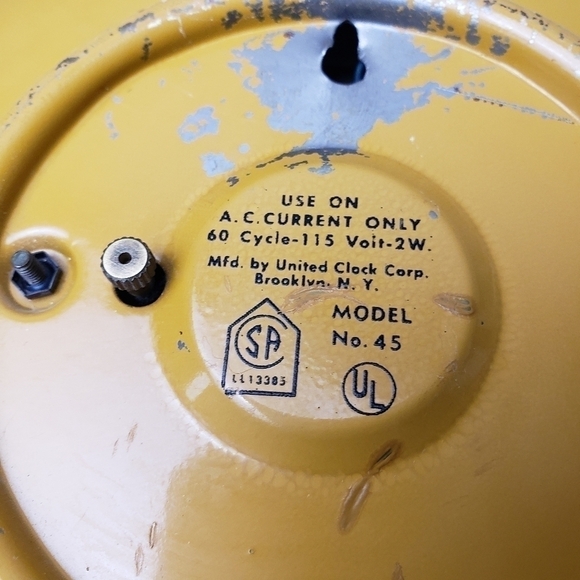 USE ON
A.C. CURRENT ONLY
60 Cycle-115 Volt-2W.
Mfd. by United Clock Corp.
Brooklyn, N. Y.
MODEL
No. 45
SA
LL13385
UL